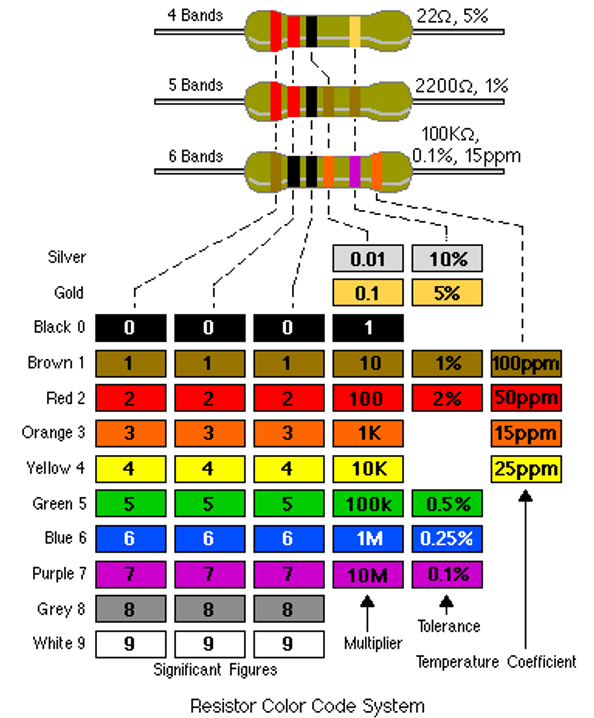 4 Bands 22Ω, 5%
5 Bands 2200Ω, 1%
6 Bands 100KΩ,
0.1%, 15ppm
Silver 0.01 10%
Gold 0.1 5%
Black 0 0 0 0 1
Brown 1 1 1 1 10 1% 100ppm
Red 2 2 2 2 100 2% 50ppm
Orange 3 3 3 3 1K 15ppm
Yellow 4 4 4 4 10K 25ppm
Green 5 5 5 5 100k 0.5%
Blue 6 6 6 6 1M 0.25%
Purple 7 7 7 7 10M 0.1%
Grey 8 8 8 8
White 9 9 9 9
Significant Figures
Multiplier
Tolerance
Temperature Coefficient
Resistor Color Code System